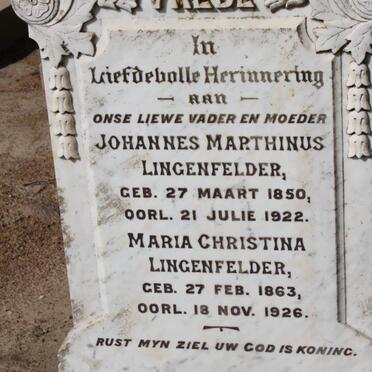 VREDE
In
Liefdevolle Herinnering
— aan —
ONSE LIEWE VADER EN MOEDER
JOHANNES MARTHINUS
LINGENFELDER,
GEB. 27 MAART 1850,
OORL. 21 JULIE 1922.
MARIA CHRISTINA
LINGENFELDER,
GEB. 27 FEB. 1863,
OORL. 18 NOV. 1926.
RUST MYN ZIEL UW GOD IS KONING.